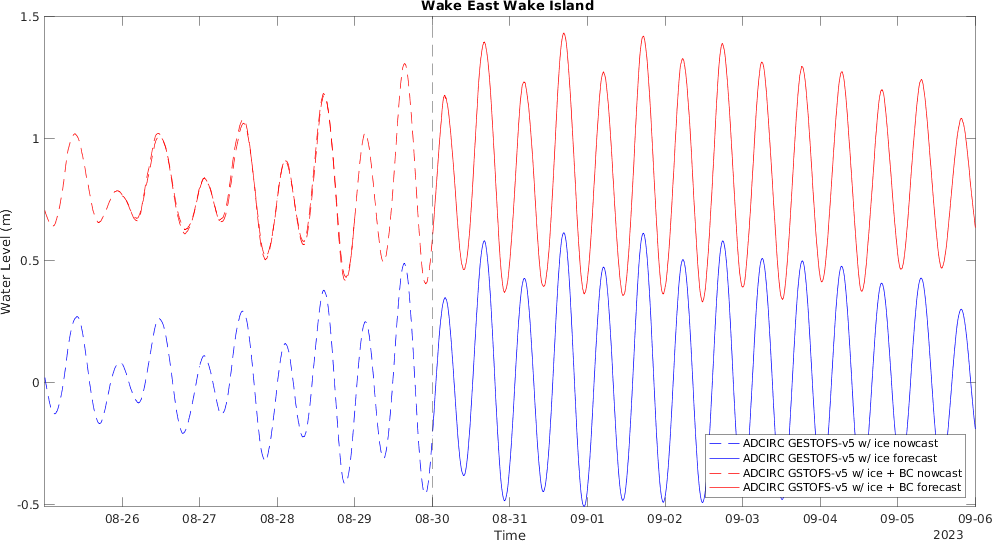 Wake East Wake Island
1.5
1
0.5
0
-0.5
Water Level (m)
ADCIRC GESTOFS-v5 w/ ice nowcast
ADCIRC GESTOFS-v5 w/ ice forecast
ADCIRC GSTOFS-v5 w/ ice + BC nowcast
ADCIRC GSTOFS-v5 w/ ice + BC forecast
08-26 08-27 08-28 08-29 08-30 08-31 09-01 09-02 09-03 09-04 09-05 09-06
Time
2023